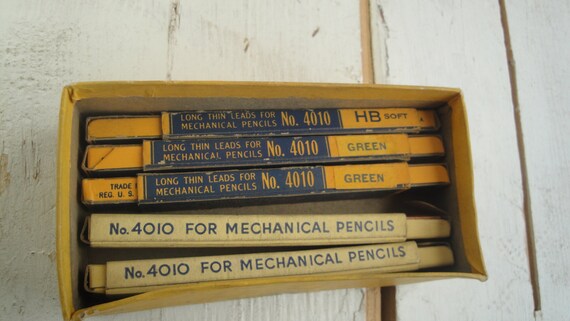 LONG THIN LEADS FOR
MECHANICAL PENCILS No. 4010 HB SOFT
LONG THIN LEADS FOR
MECHANICAL PENCILS No. 4010 GREEN
TRADE
REG. U. S.
LONG THIN LEADS FOR
MECHANICAL PENCILS No. 4010 GREEN
No. 4010 FOR MECHANICAL PENCILS
No. 4010 FOR MECHANICAL PENCILS